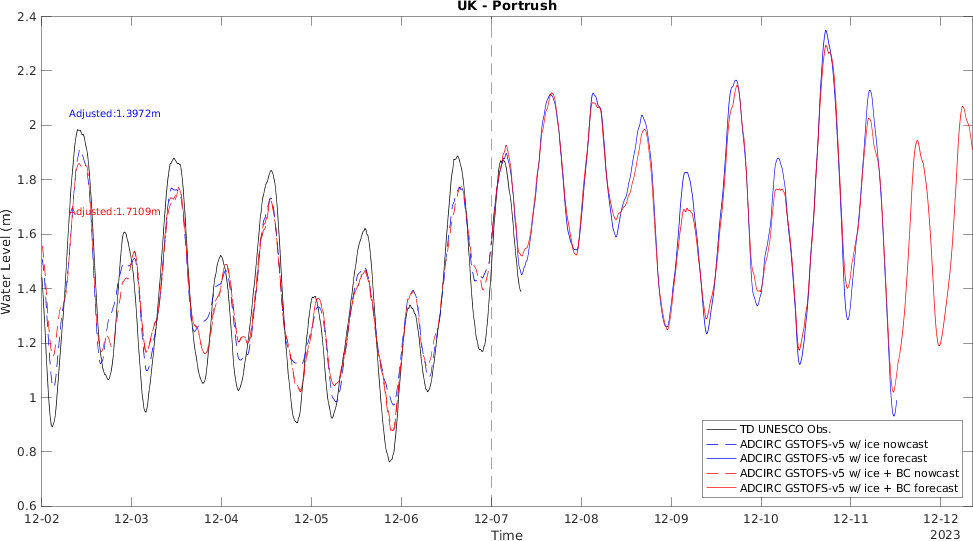 UK - Portrush
2.4
2.2
2
1.8
1.6
1.4
1.2
1
0.8
0.6
Water Level (m)
Adjusted:1.3972m
Adjusted:1.7109m
TD UNESCO Obs.
ADCIRC GSTOFS-v5 w/ ice nowcast
ADCIRC GSTOFS-v5 w/ ice forecast
ADCIRC GSTOFS-v5 w/ ice + BC nowcast
ADCIRC GSTOFS-v5 w/ ice + BC forecast
12-02 12-03 12-04 12-05 12-06 12-07 12-08 12-09 12-10 12-11 12-12
2023
Time